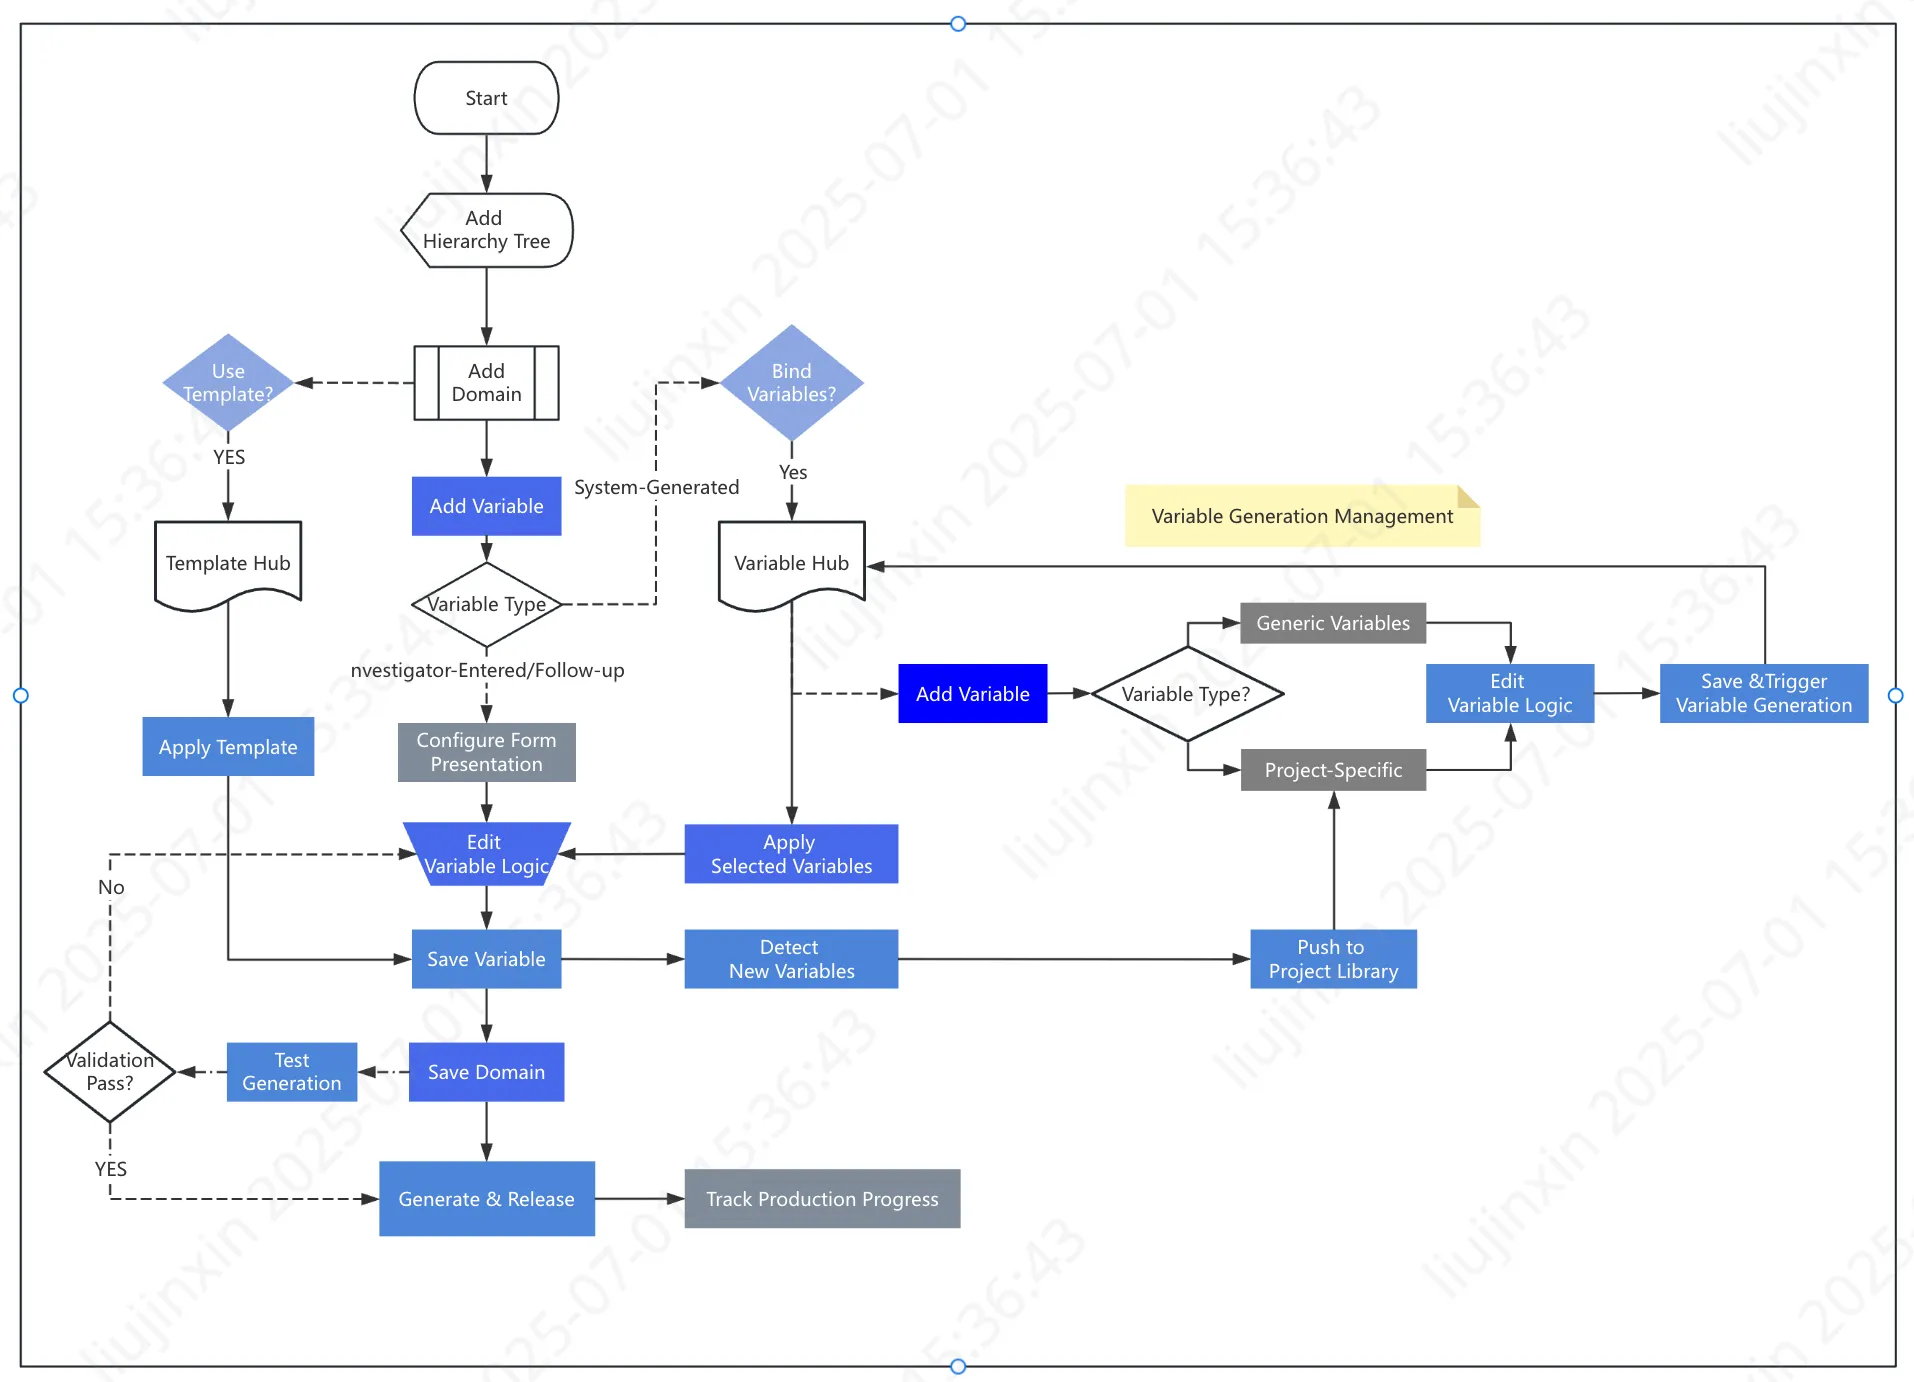 Start
Add
Hierarchy Tree
Use
Template?
Add
Domain
Bind
Variables?
YES
Yes
System-Generated
Add Variable
Variable Generation Management
Template Hub
Variable Hub
Variable Type
Generic Variables
nvestigator-Entered/Follow-up
Add Variable
Variable Type?
Edit
Variable Logic
Save &Trigger
Variable Generation
Apply Template
Configure Form
Presentation
Project-Specific
Edit
Variable Logic
Apply
Selected Variables
No
Save Variable
Detect
New Variables
Push to
Project Library
Validation
Pass?
Test
Generation
Save Domain
YES
Generate & Release
Track Production Progress
liujinxin 2025-07-01 15:36:43